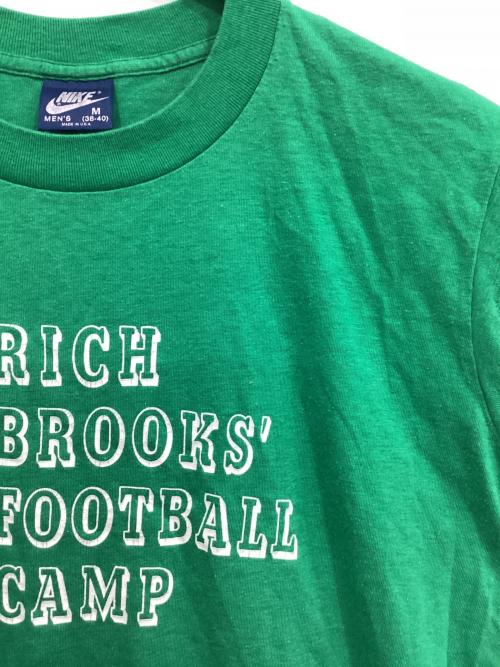 NIKE
M
MEN'S (38-40)
MADE IN U.S.A.
RICH
BROOKS'
FOOTBALL
CAMP